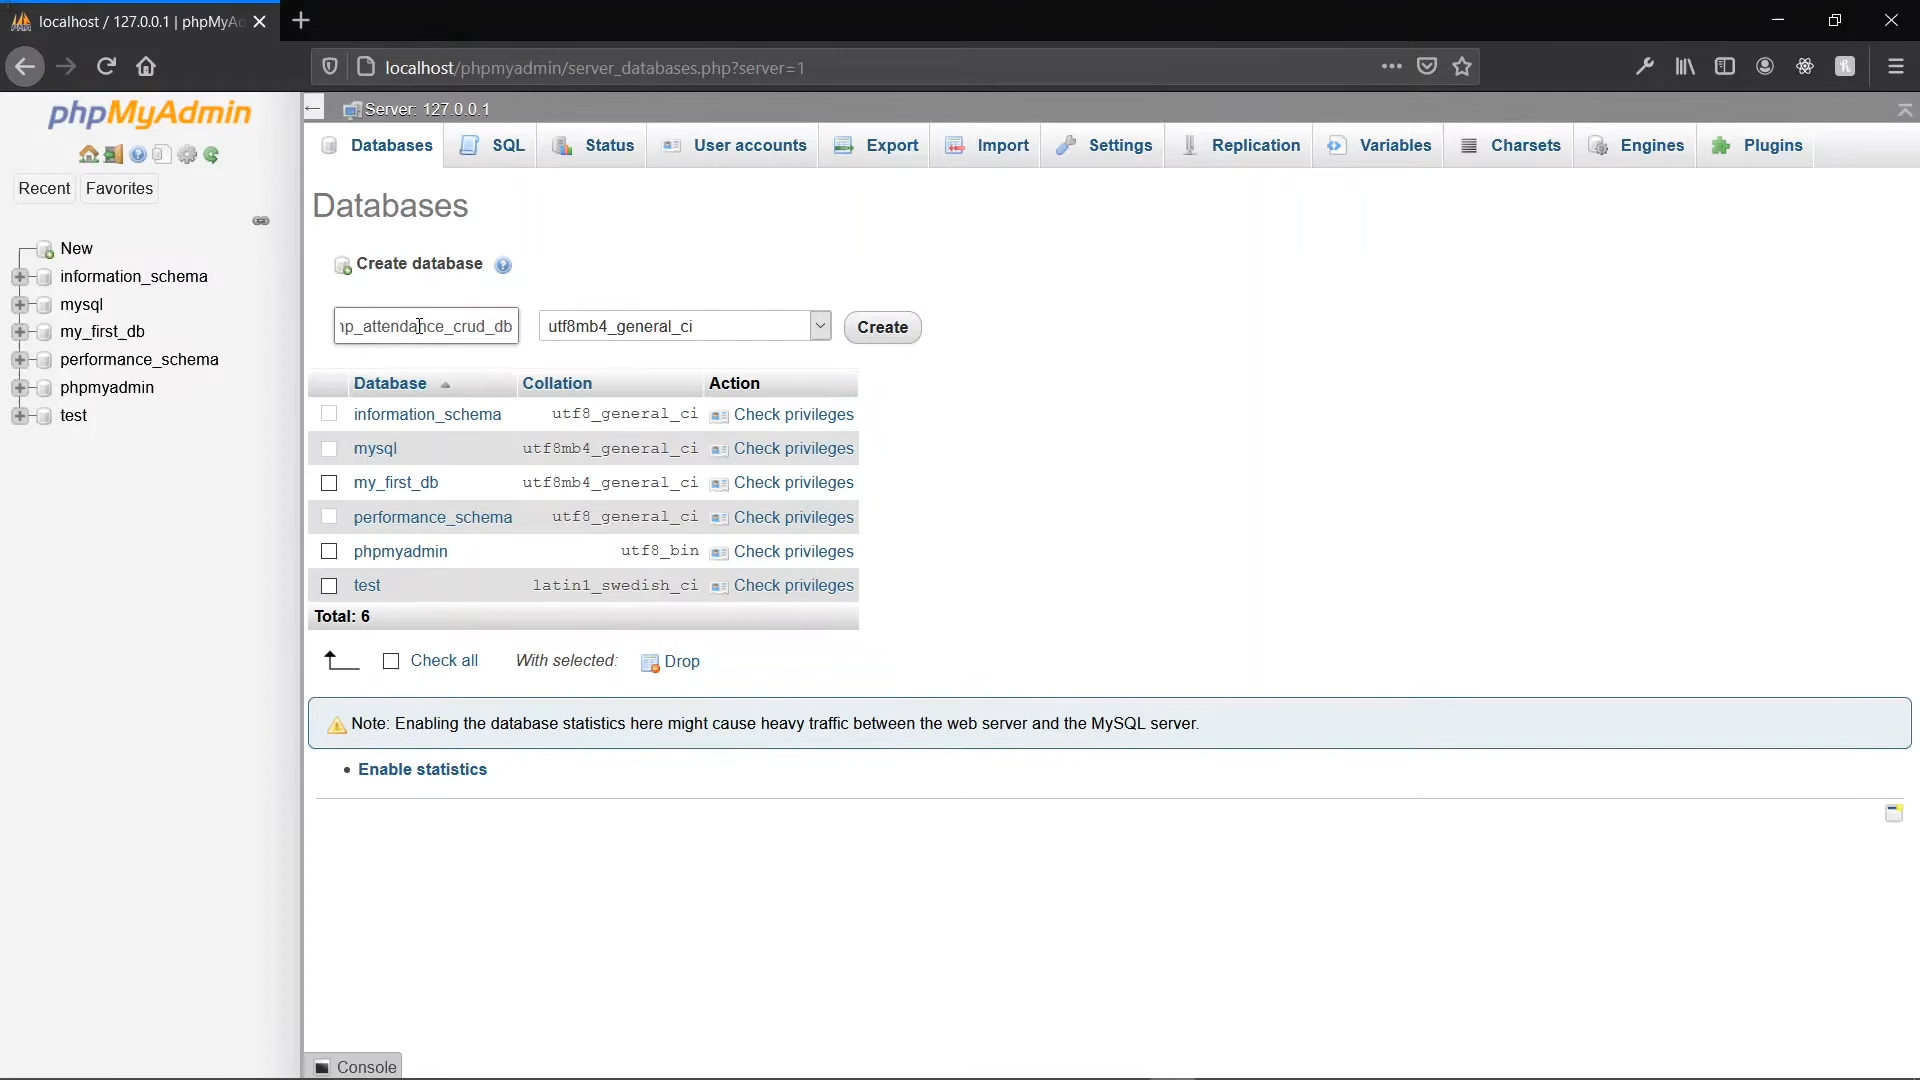 localhost / 127.0.0.1 | phpMyAd
localhost/phpmyadmin/server_databases.php?server=1
phpMyAdmin
Server: 127.0.0.1
Databases SQL Status User accounts Export Import Settings Replication Variables Charsets Engines Plugins
Recent Favorites
New
information_schema
mysql
my_first_db
performance_schema
phpmyadmin
test
Databases
Create database
_attendance_crud_db utf8mb4_general_ci Create
Database Collation Action
information_schema utf8_general_ci Check privileges
mysql utf8mb4_general_ci Check privileges
my_first_db utf8mb4_general_ci Check privileges
performance_schema utf8_general_ci Check privileges
phpmyadmin utf8_bin Check privileges
test latin1_swedish_ci Check privileges
Total: 6
Check all With selected: Drop
Note: Enabling the database statistics here might cause heavy traffic between the web server and the MySQL server.
Enable statistics
Console